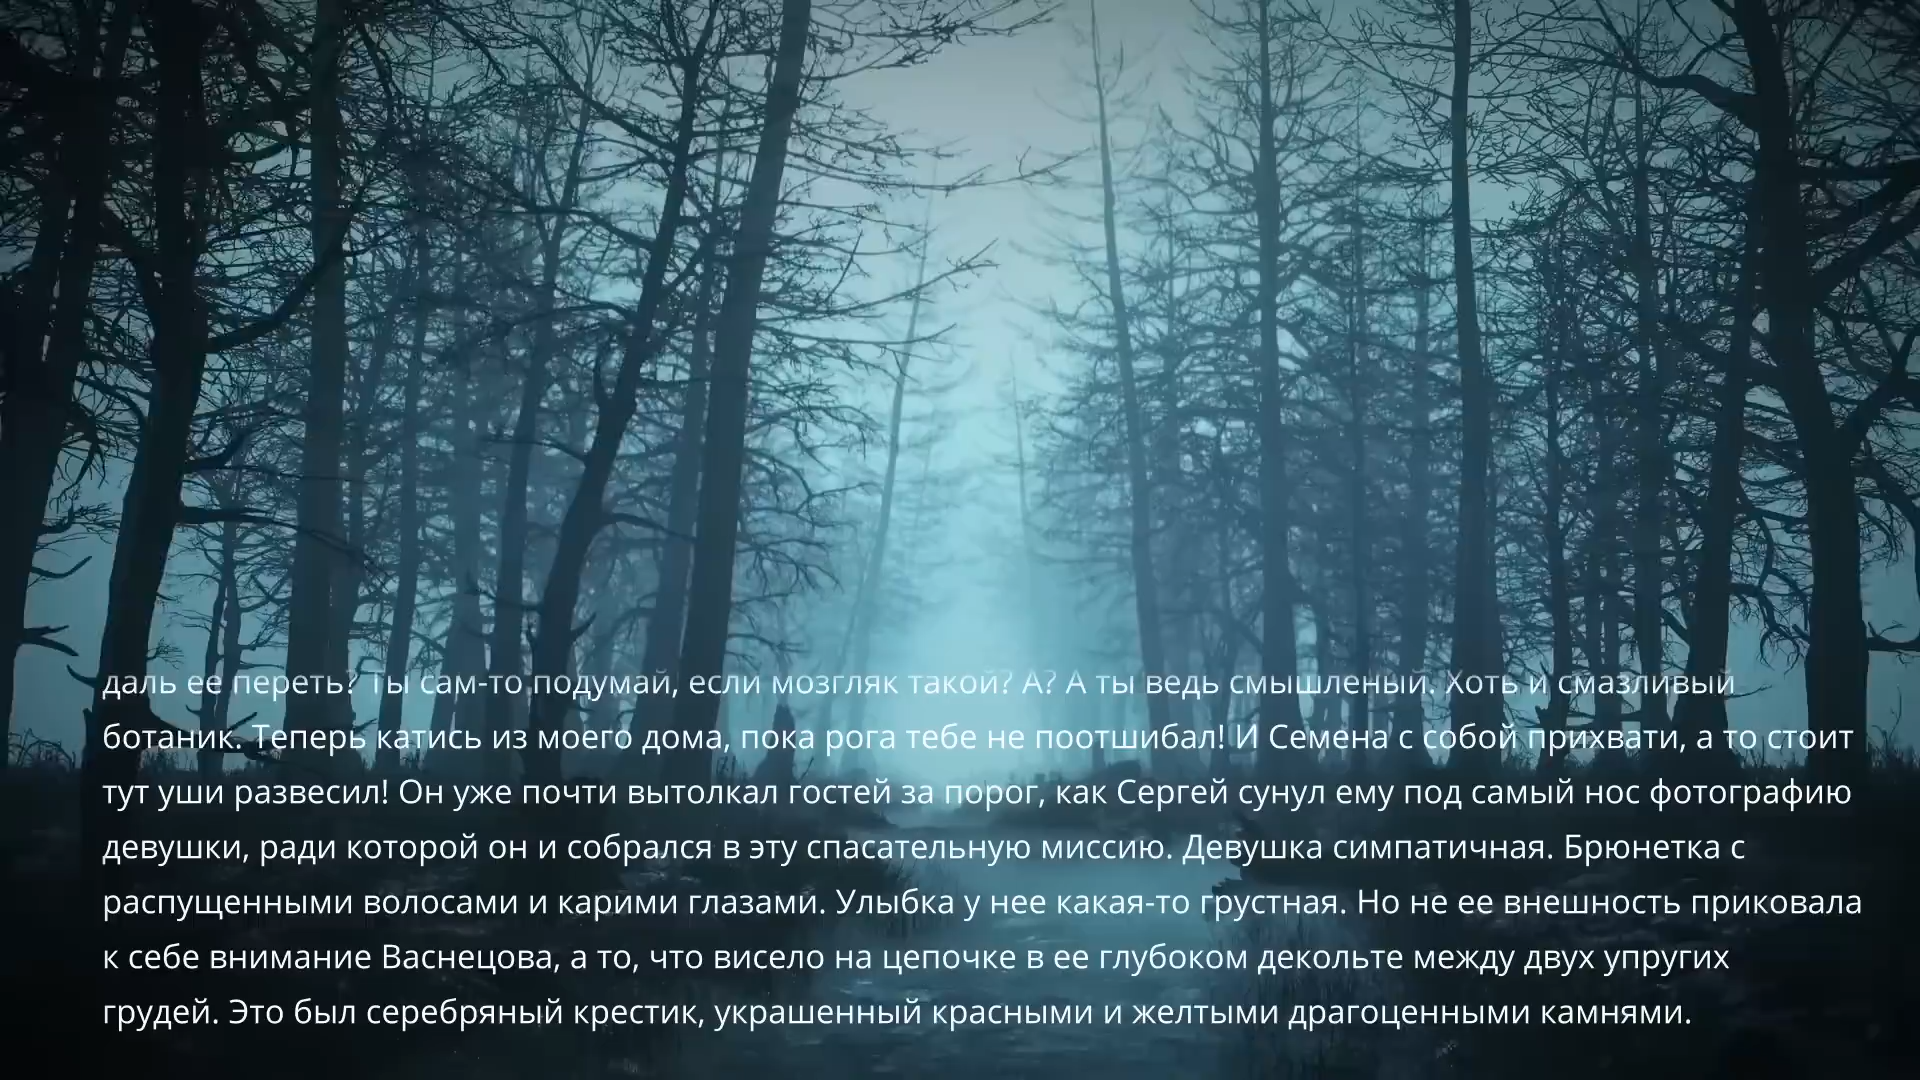 даль ее переть? Ты сам-то подумай, если мозгляк такой? А? А ты ведь смышленый. Хоть и смазливый
ботаник. Теперь катись из моего дома, пока рога тебе не поотшибал! И Семена с собой прихвати, а то стоит
тут уши развесил! Он уже почти вытолкал гостей за порог, как Сергей сунул ему под самый нос фотографию
девушки, ради которой он и собрался в эту спасательную миссию. Девушка симпатичная. Брюнетка с
распущенными волосами и карими глазами. Улыбка у нее какая-то грустная. Но не ее внешность приковала
к себе внимание Васнецова, а то, что висело на цепочке в ее глубоком декольте между двух упругих
грудей. Это был серебряный крестик, украшенный красными и желтыми драгоценными камнями.